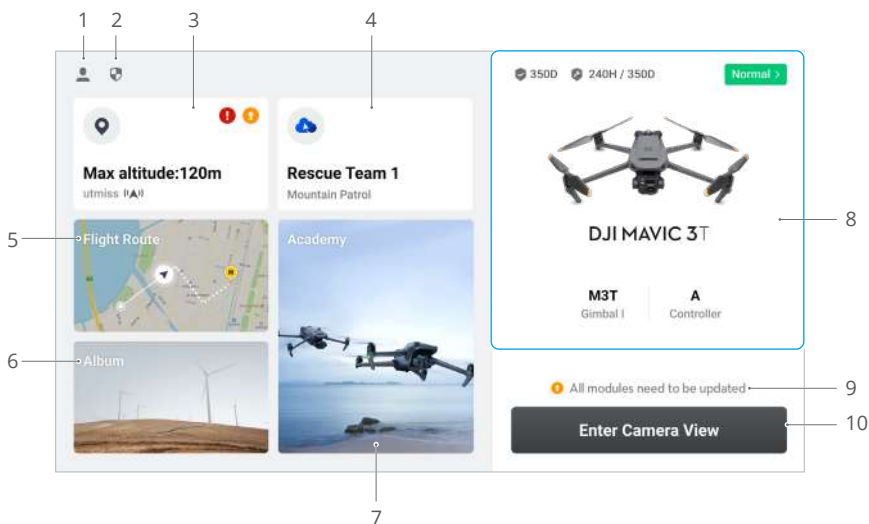 1
2
3
4
350D
240H / 350D
Normal >
Max altitude:120m
utmiss
Rescue Team 1
Mountain Patrol
5
Flight Route
Academy
8
DJI MAVIC 3T
M3T
Gimbal I
A
Controller
6
Album
All modules need to be updated
9
Enter Camera View
10
7